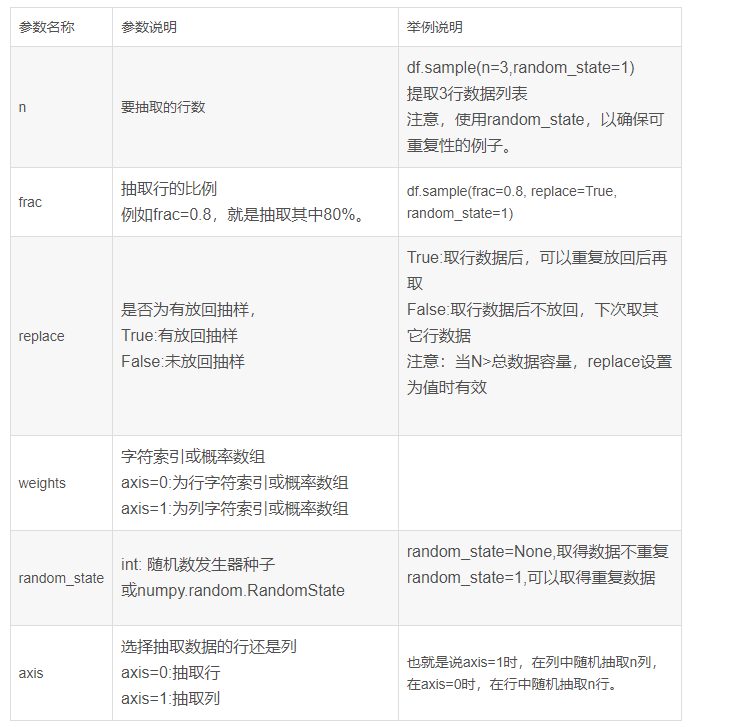 参数名称
参数说明
举例说明
n
要抽取的行数
df.sample(n=3,random_state=1)
提取3行数据列表
注意，使用random_state，以确保可
重复性的例子。
frac
抽取行的比例
例如frac=0.8，就是抽取其中80%。
df.sample(frac=0.8, replace=True,
random_state=1)
replace
是否为有放回抽样，
True:有放回抽样
False:未放回抽样
True:取行数据后，可以重复放回后再
取
False:取行数据后不放回，下次取其
它行数据
注意：当N>总数据容量，replace设置
为值时有效
weights
字符索引或概率数组
axis=0:为行字符索引或概率数组
axis=1:为列字符索引或概率数组
random_state
int: 随机数发生器种子
或numpy.random.RandomState
random_state=None,取得数据不重复
random_state=1,可以取得重复数据
axis
选择抽取数据的行还是列
axis=0:抽取行
axis=1:抽取列
也就是说axis=1时，在列中随机抽取n列，
在axis=0时，在行中随机抽取n行。